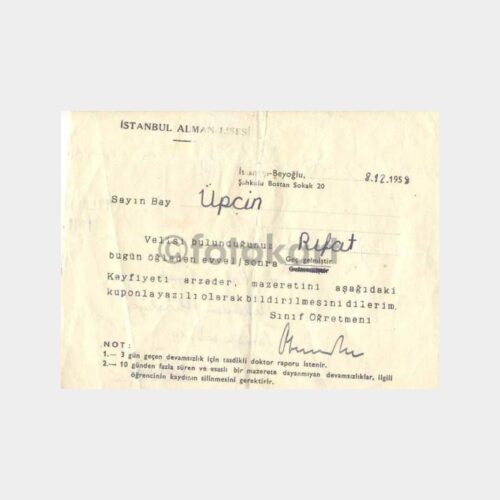 İSTANBUL ALMAN LİSESİ
İstanbul-Beyoğlu, 8.12.1958
Şahkulu Bostan Sokak 20
Sayın Bay Üpçin
Velisi bulunduğunuz Rıfat
bugün öğleden evel/sonra Geç gelmiştir
Gelmemiştir
Keyfiyeti arzeder, mazeretini aşağıdaki
kuponla yazılı olarak bildirilmesini dilerim.
Sınıf Öğretmeni
NOT:
1.— 3 gün geçen devamsızlık için tasdikli doktor raporu istenir.
2.— 10 günden fazla süren ve esaslı bir mazerete dayanmıyan devamsızlıklar, ilgili
öğrencinin kaydının silinmesini gerektirir.